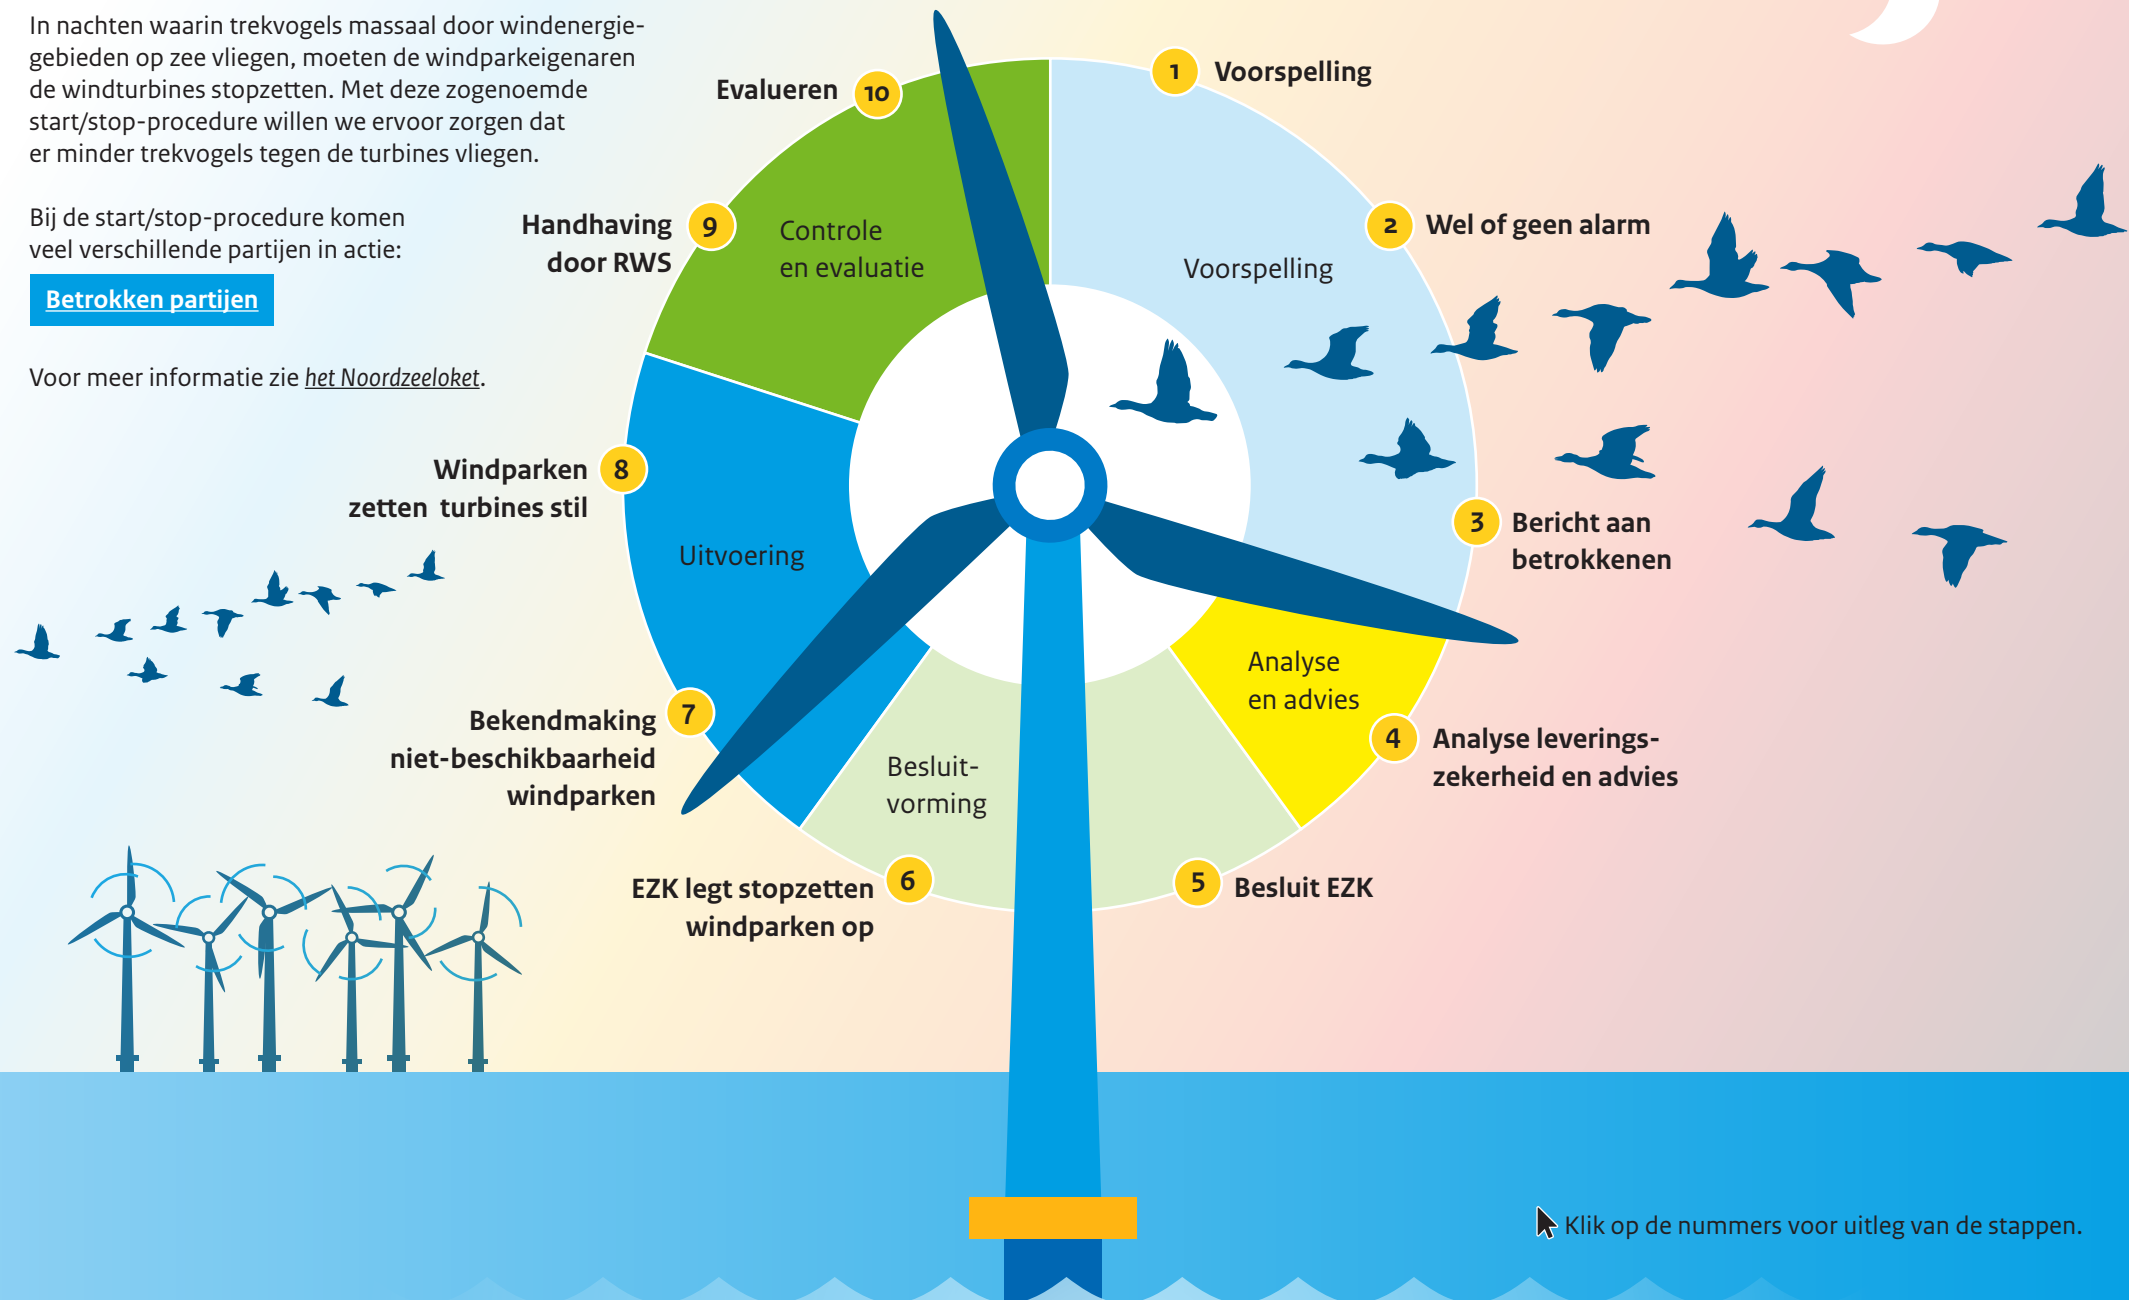 In nachten waarin trekvogels massaal door windenergie-
gebieden op zee vliegen, moeten de windparkeigenaren
de windturbines stopzetten. Met deze zogenoemde
start/stop-procedure willen we ervoor zorgen dat
er minder trekvogels tegen de turbines vliegen.
Bij de start/stop-procedure komen
veel verschillende partijen in actie:
Betrokken partijen
Voor meer informatie zie het Noordzeeloket.
1 Voorspelling
2 Wel of geen alarm
3 Bericht aan
betrokkenen
4 Analyse leverings-
zekerheid en advies
5 Besluit EZK
6 EZK legt stopzetten
windparken op
7 Bekendmaking
niet-beschikbaarheid
windparken
8 Windparken
zetten turbines stil
9 Handhaving
door RWS
10 Evalueren
Voorspelling
Analyse
en advies
Besluit-
vorming
Uitvoering
Controle
en evaluatie
Klik op de nummers voor uitleg van de stappen.